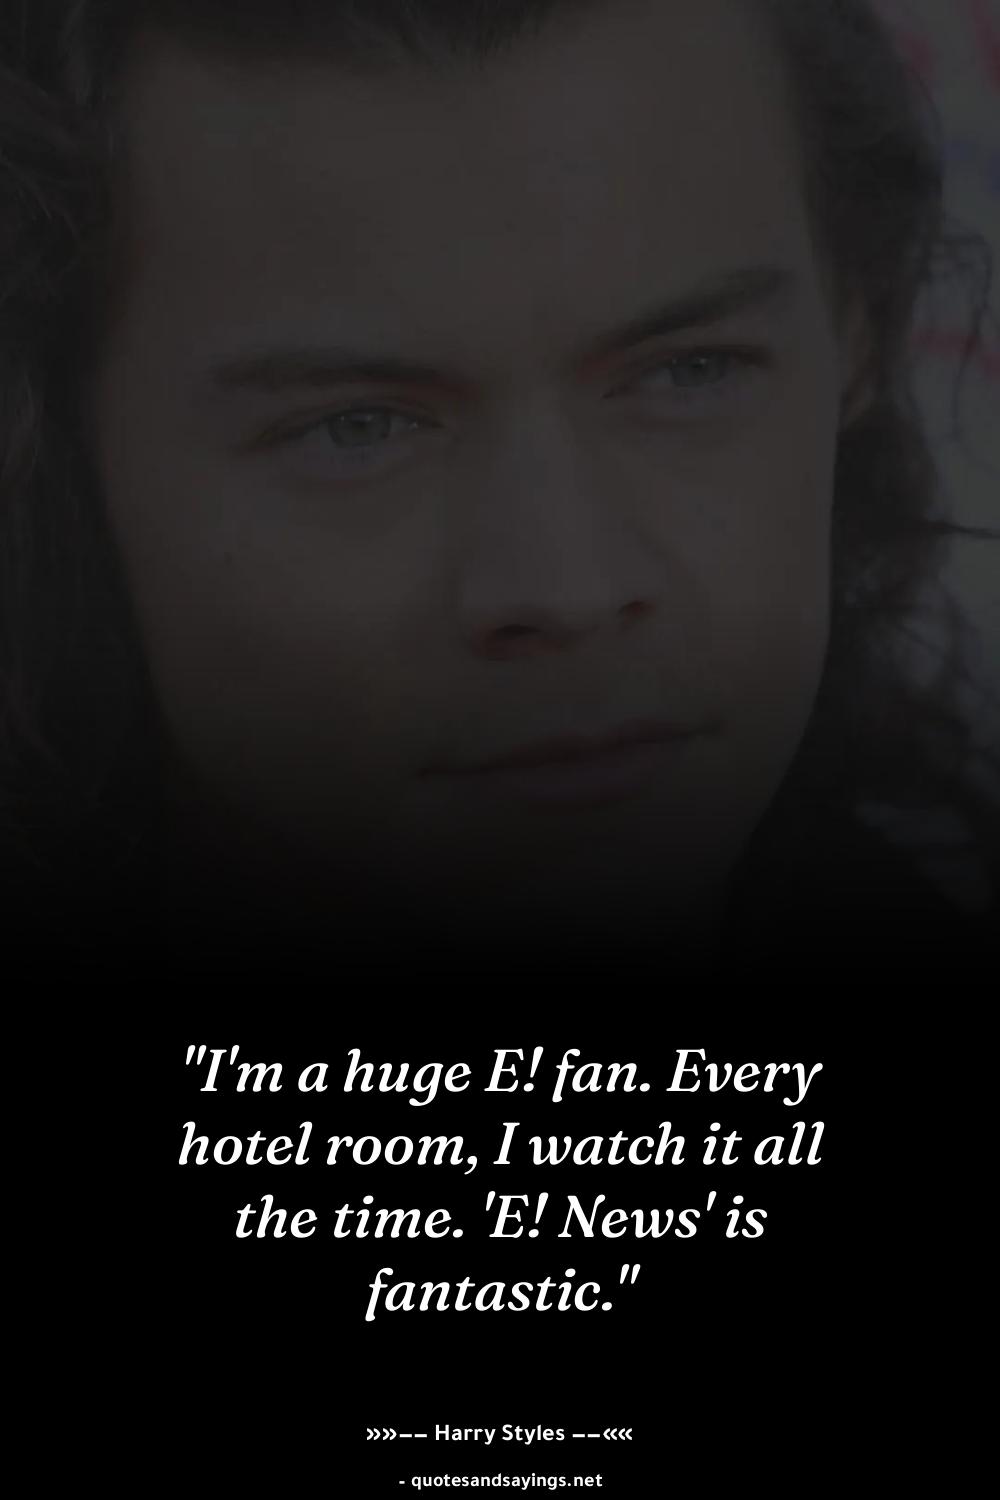 "I'm a huge E! fan. Every
hotel room, I watch it all
the time. 'E! News' is
fantastic."
»»–– Harry Styles ––««
- quotesandsayings.net